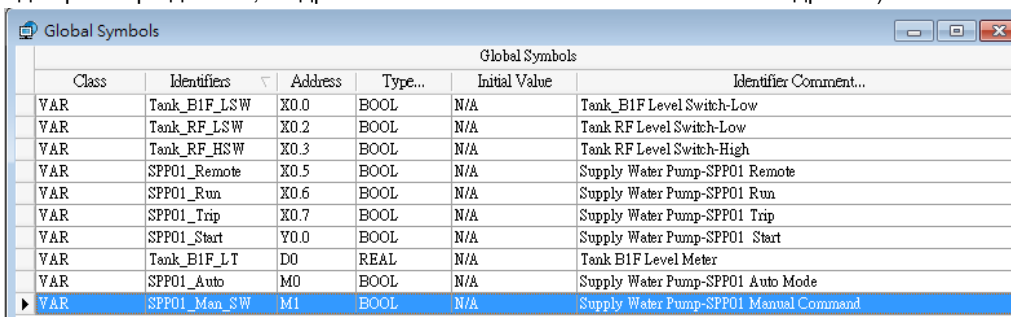 Global Symbols
Global Symbols
Class Identifiers Address Type... Initial Value Identifier Comment...
VAR Tank_B1F_LSW X0.0 BOOL N/A Tank_B1F Level Switch-Low
VAR Tank_RF_LSW X0.2 BOOL N/A Tank RF Level Switch-Low
VAR Tank_RF_HSW X0.3 BOOL N/A Tank RF Level Switch-High
VAR SPP01_Remote X0.5 BOOL N/A Supply Water Pump-SPP01 Remote
VAR SPP01_Run X0.6 BOOL N/A Supply Water Pump-SPP01 Run
VAR SPP01_Trip X0.7 BOOL N/A Supply Water Pump-SPP01 Trip
VAR SPP01_Start Y0.0 BOOL N/A Supply Water Pump-SPP01 Start
VAR Tank_B1F_LT D0 REAL N/A Tank B1F Level Meter
VAR SPP01_Auto M0 BOOL N/A Supply Water Pump-SPP01 Auto Mode
VAR SPP01_Man_SW M1 BOOL N/A Supply Water Pump-SPP01 Manual Command